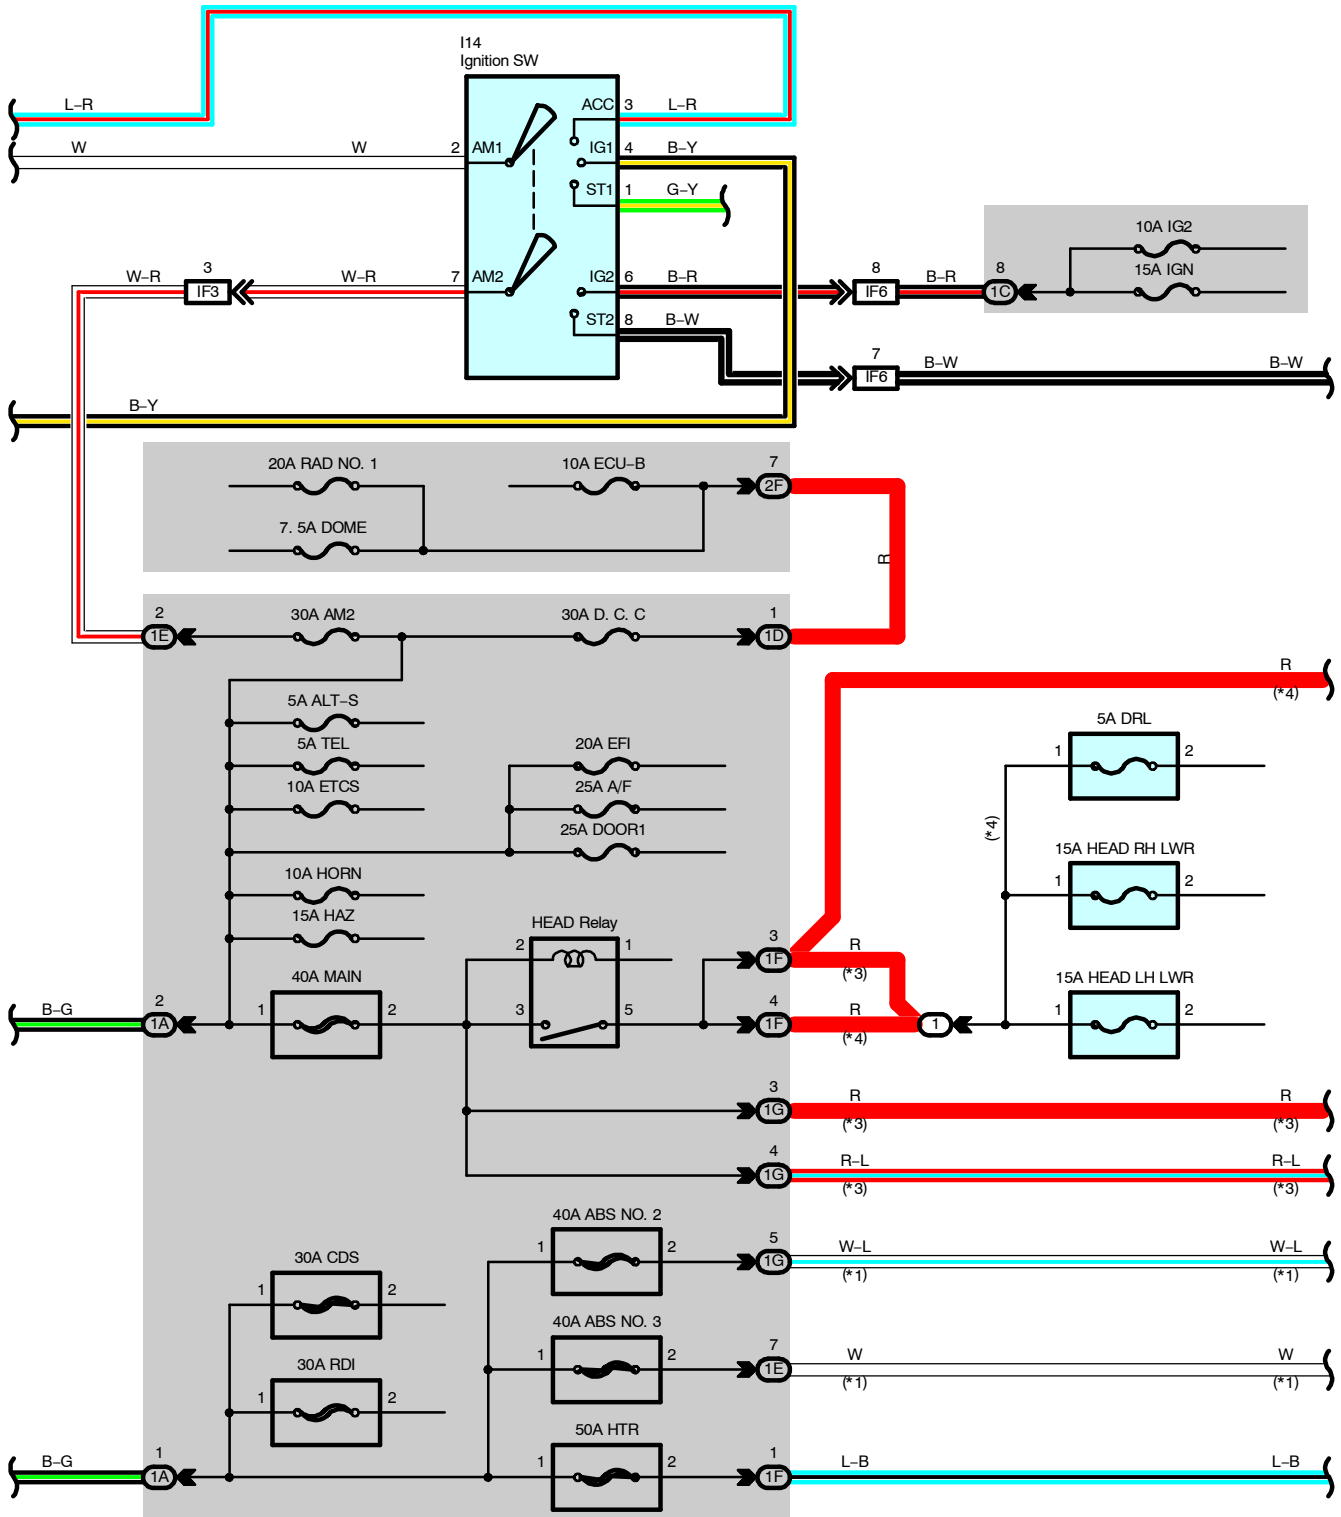 I14
Ignition SW
L–R
ACC 3 L–R
W W 2 AM1
IG1 4 B–Y
ST1 1 G–Y
10A IG2
W–R 3 W–R 7 AM2
IG2 6 B–R 8 B–R 8 15A IGN
IF3 IF6 1C
ST2 8 B–W
7 B–W B–W
IF6
B–Y
20A RAD NO. 1 10A ECU–B 7
2F
7. 5A DOME
R
2 30A AM2 30A D. C. C 1
1E 1D
R
(*4)
5A ALT–S
5A DRL
5A TEL 20A EFI
1 2
10A ETCS 25A A/F
25A DOOR1
(*4)
15A HEAD RH LWR
10A HORN
1 2
15A HAZ
HEAD Relay
2 1 3 R
1F (*3)
40A MAIN
15A HEAD LH LWR
B–G 2 1 2 3 5 4 R 1 2
1A 1F 1
(*4)
3 R R
1G
(*3) (*3)
4 R–L R–L
1G
(*3) (*3)
40A ABS NO. 2
1 2 5 W–L W–L
1G
(*1) (*1)
30A CDS
1 2
40A ABS NO. 3
1 2 7 W W
1E
(*1) (*1)
30A RDI
1 2
50A HTR
B–G 1 1 2 1 L–B L–B
1A 1F